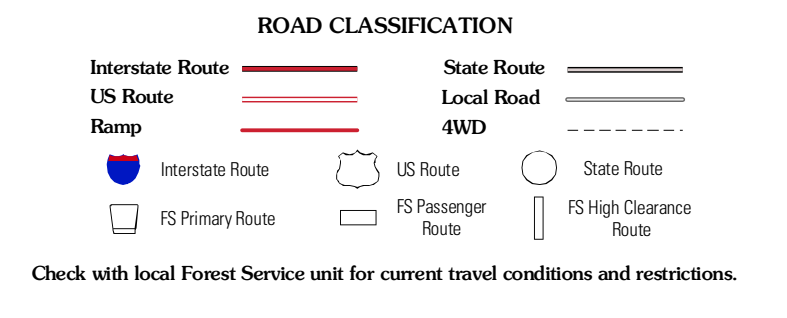 ROAD CLASSIFICATION
Interstate Route
State Route
US Route
Local Road
Ramp
4WD
Interstate Route
US Route
State Route
FS Primary Route
FS Passenger
Route
FS High Clearance
Route
Check with local Forest Service unit for current travel conditions and restrictions.